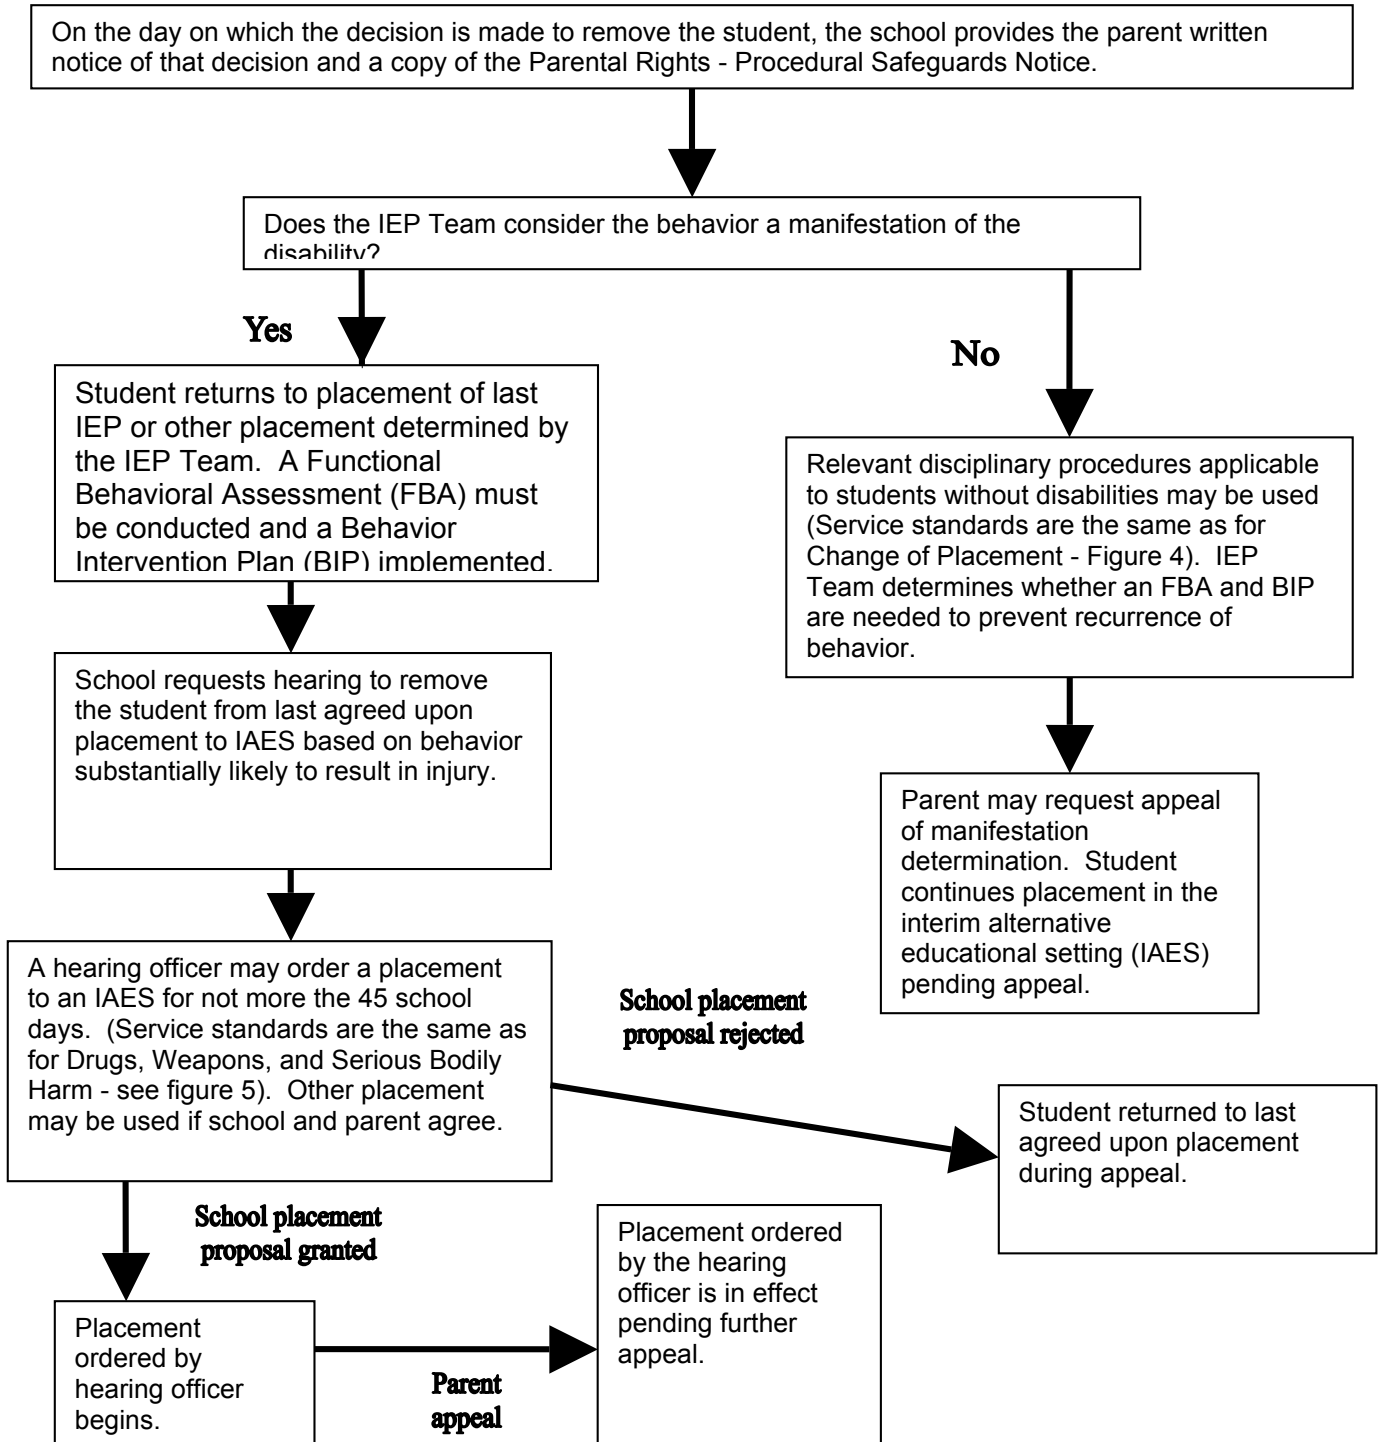 On the day on which the decision is made to remove the student, the school provides the parent written
notice of that decision and a copy of the Parental Rights - Procedural Safeguards Notice.
Does the IEP Team consider the behavior a manifestation of the
disability?
Yes
No
Student returns to placement of last
IEP or other placement determined by
the IEP Team. A Functional
Behavioral Assessment (FBA) must
be conducted and a Behavior
Intervention Plan (BIP) implemented.
Relevant disciplinary procedures applicable
to students without disabilities may be used
(Service standards are the same as for
Change of Placement - Figure 4). IEP
Team determines whether an FBA and BIP
are needed to prevent recurrence of
behavior.
School requests hearing to remove
the student from last agreed upon
placement to IAES based on behavior
substantially likely to result in injury.
Parent may request appeal
of manifestation
determination. Student
continues placement in the
interim alternative
educational setting (IAES)
pending appeal.
A hearing officer may order a placement
to an IAES for not more the 45 school
days. (Service standards are the same as
for Drugs, Weapons, and Serious Bodily
Harm - see figure 5). Other placement
may be used if school and parent agree.
School placement
proposal rejected
Student returned to last
agreed upon placement
during appeal.
School placement
proposal granted
Placement ordered
by the hearing
officer is in effect
pending further
appeal.
Placement
ordered by
hearing officer
begins.
Parent
appeal